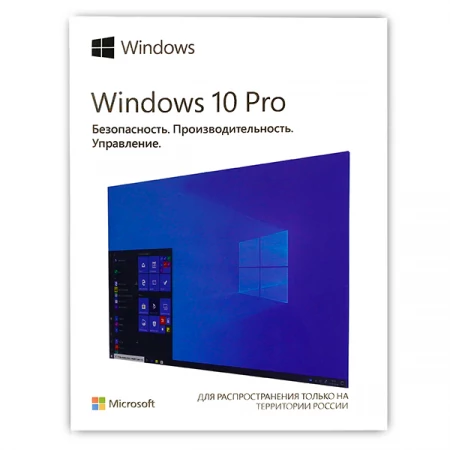 Windows
Windows 10 Pro
Безопасность. Производительность.
Управление.
Microsoft
ДЛЯ РАСПРОСТРАНЕНИЯ ТОЛЬКО НА
ТЕРРИТОРИИ РОССИИ